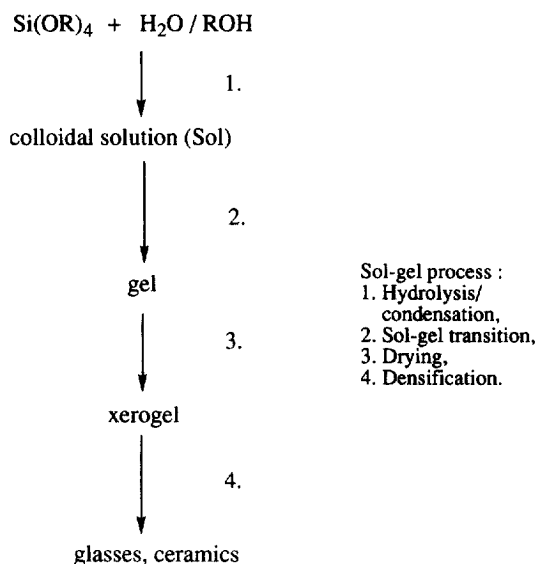 Si(OR)4 + H2O / ROH
1.
colloidal solution (Sol)
2.
gel
3.
xerogel
4.
glasses, ceramics
Sol-gel process :
1. Hydrolysis/
condensation,
2. Sol-gel transition,
3. Drying,
4. Densification.